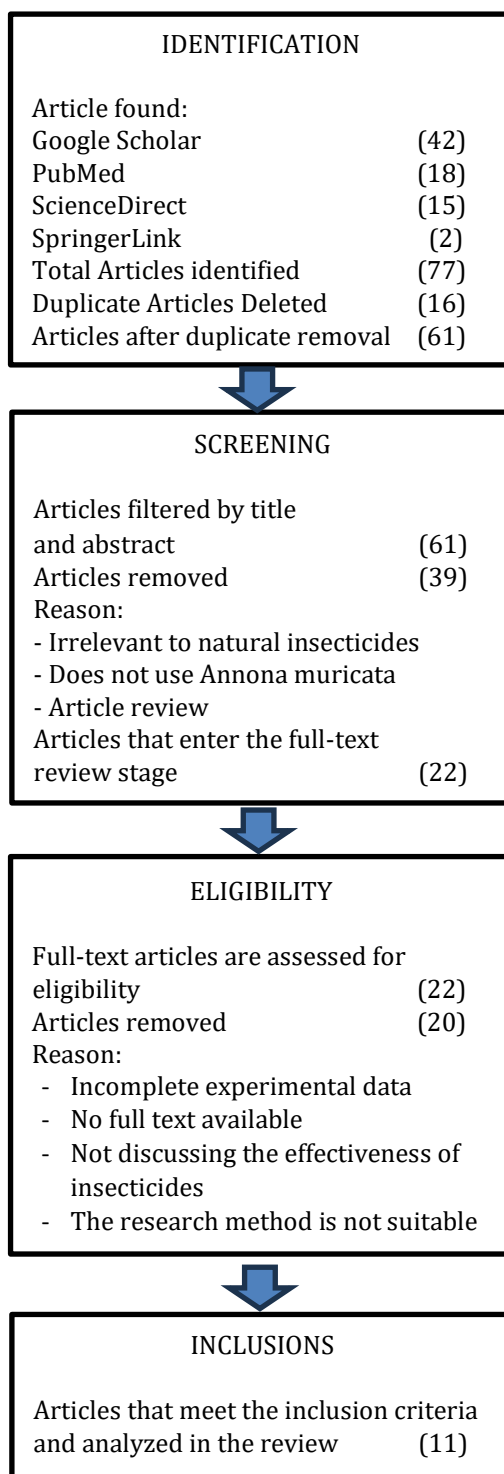 IDENTIFICATION
Article found:
Google Scholar (42)
PubMed (18)
ScienceDirect (15)
SpringerLink (2)
Total Articles identified (77)
Duplicate Articles Deleted (16)
Articles after duplicate removal (61)
SCREENING
Articles filtered by title
and abstract (61)
Articles removed (39)
Reason:
- Irrelevant to natural insecticides
- Does not use Annona muricata
- Article review
Articles that enter the full-text
review stage (22)
ELIGIBILITY
Full-text articles are assessed for
eligibility (22)
Articles removed (20)
Reason:
- Incomplete experimental data
- No full text available
- Not discussing the effectiveness of
insecticides
- The research method is not suitable
INCLUSIONS
Articles that meet the inclusion criteria
and analyzed in the review (11)